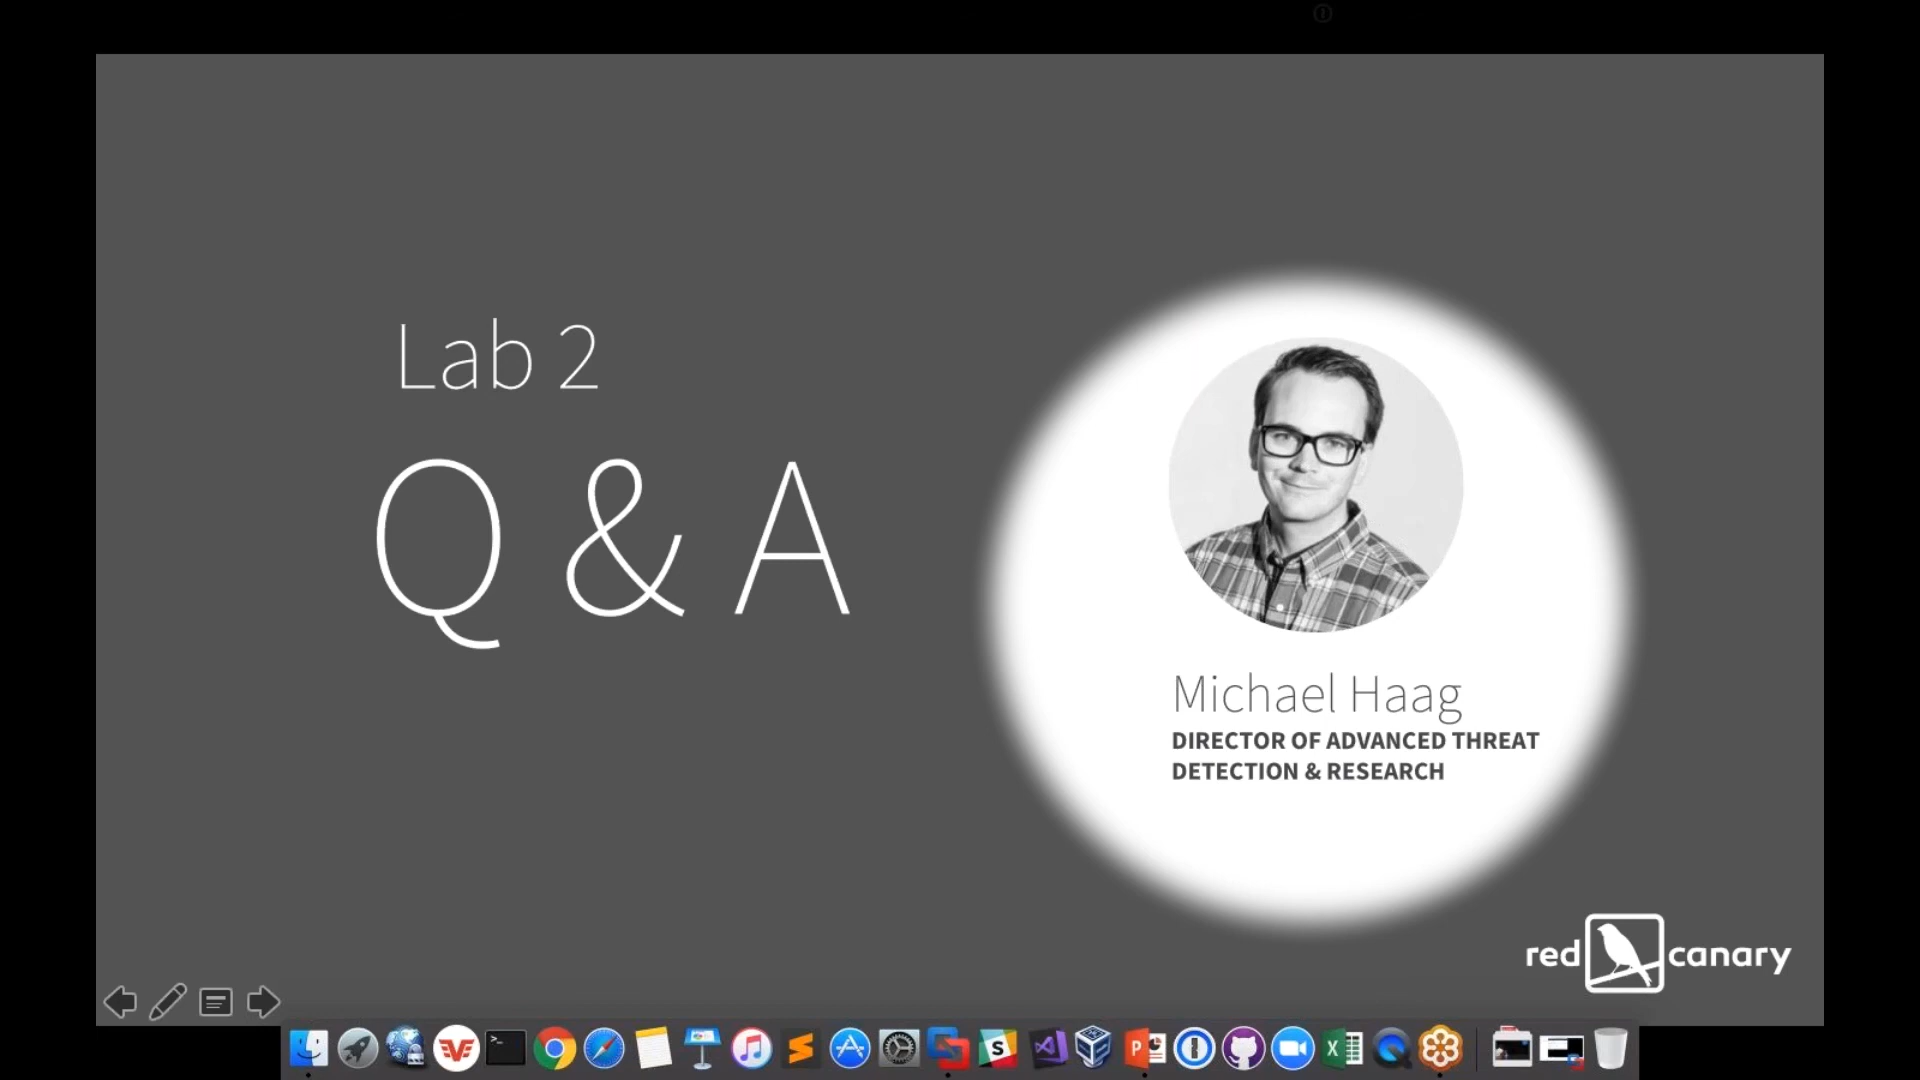 Lab 2
Q & A
Michael Haag
DIRECTOR OF ADVANCED THREAT
DETECTION & RESEARCH
red canary